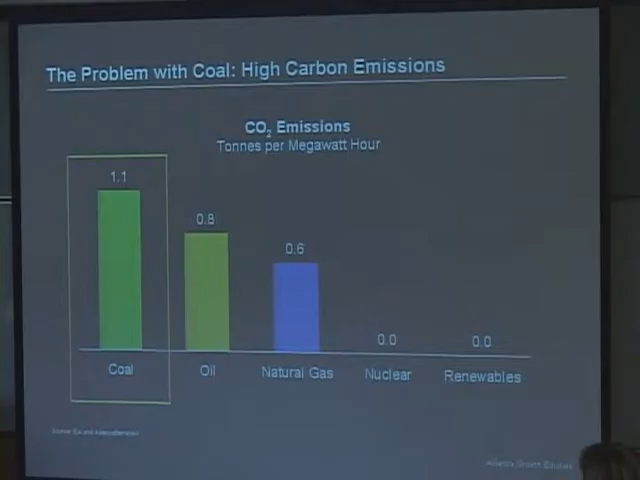 The Problem with Coal: High Carbon Emissions
CO₂ Emissions
Tonnes per Megawatt Hour
1.1
0.8
0.6
0.0
0.0
Coal
Oil
Natural Gas
Nuclear
Renewables